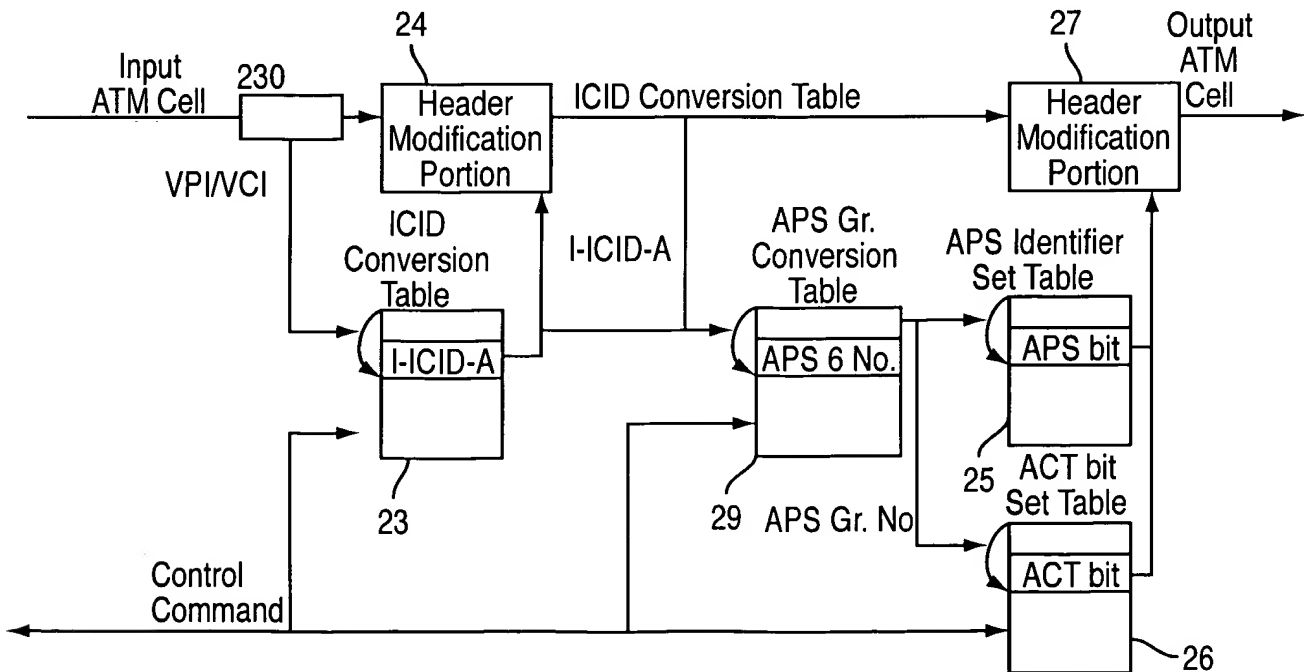 Input
ATM Cell
230
24
Header
Modification
Portion
ICID Conversion Table
27
Header
Modification
Portion
Output
ATM
Cell
VPI/VCI
ICID
Conversion
Table
I-ICID-A
I-ICID-A
23
APS Gr.
Conversion
Table
APS 6 No.
29
APS Gr. No
APS Identifier
Set Table
APS bit
25
ACT bit
Set Table
ACT bit
26
Control
Command